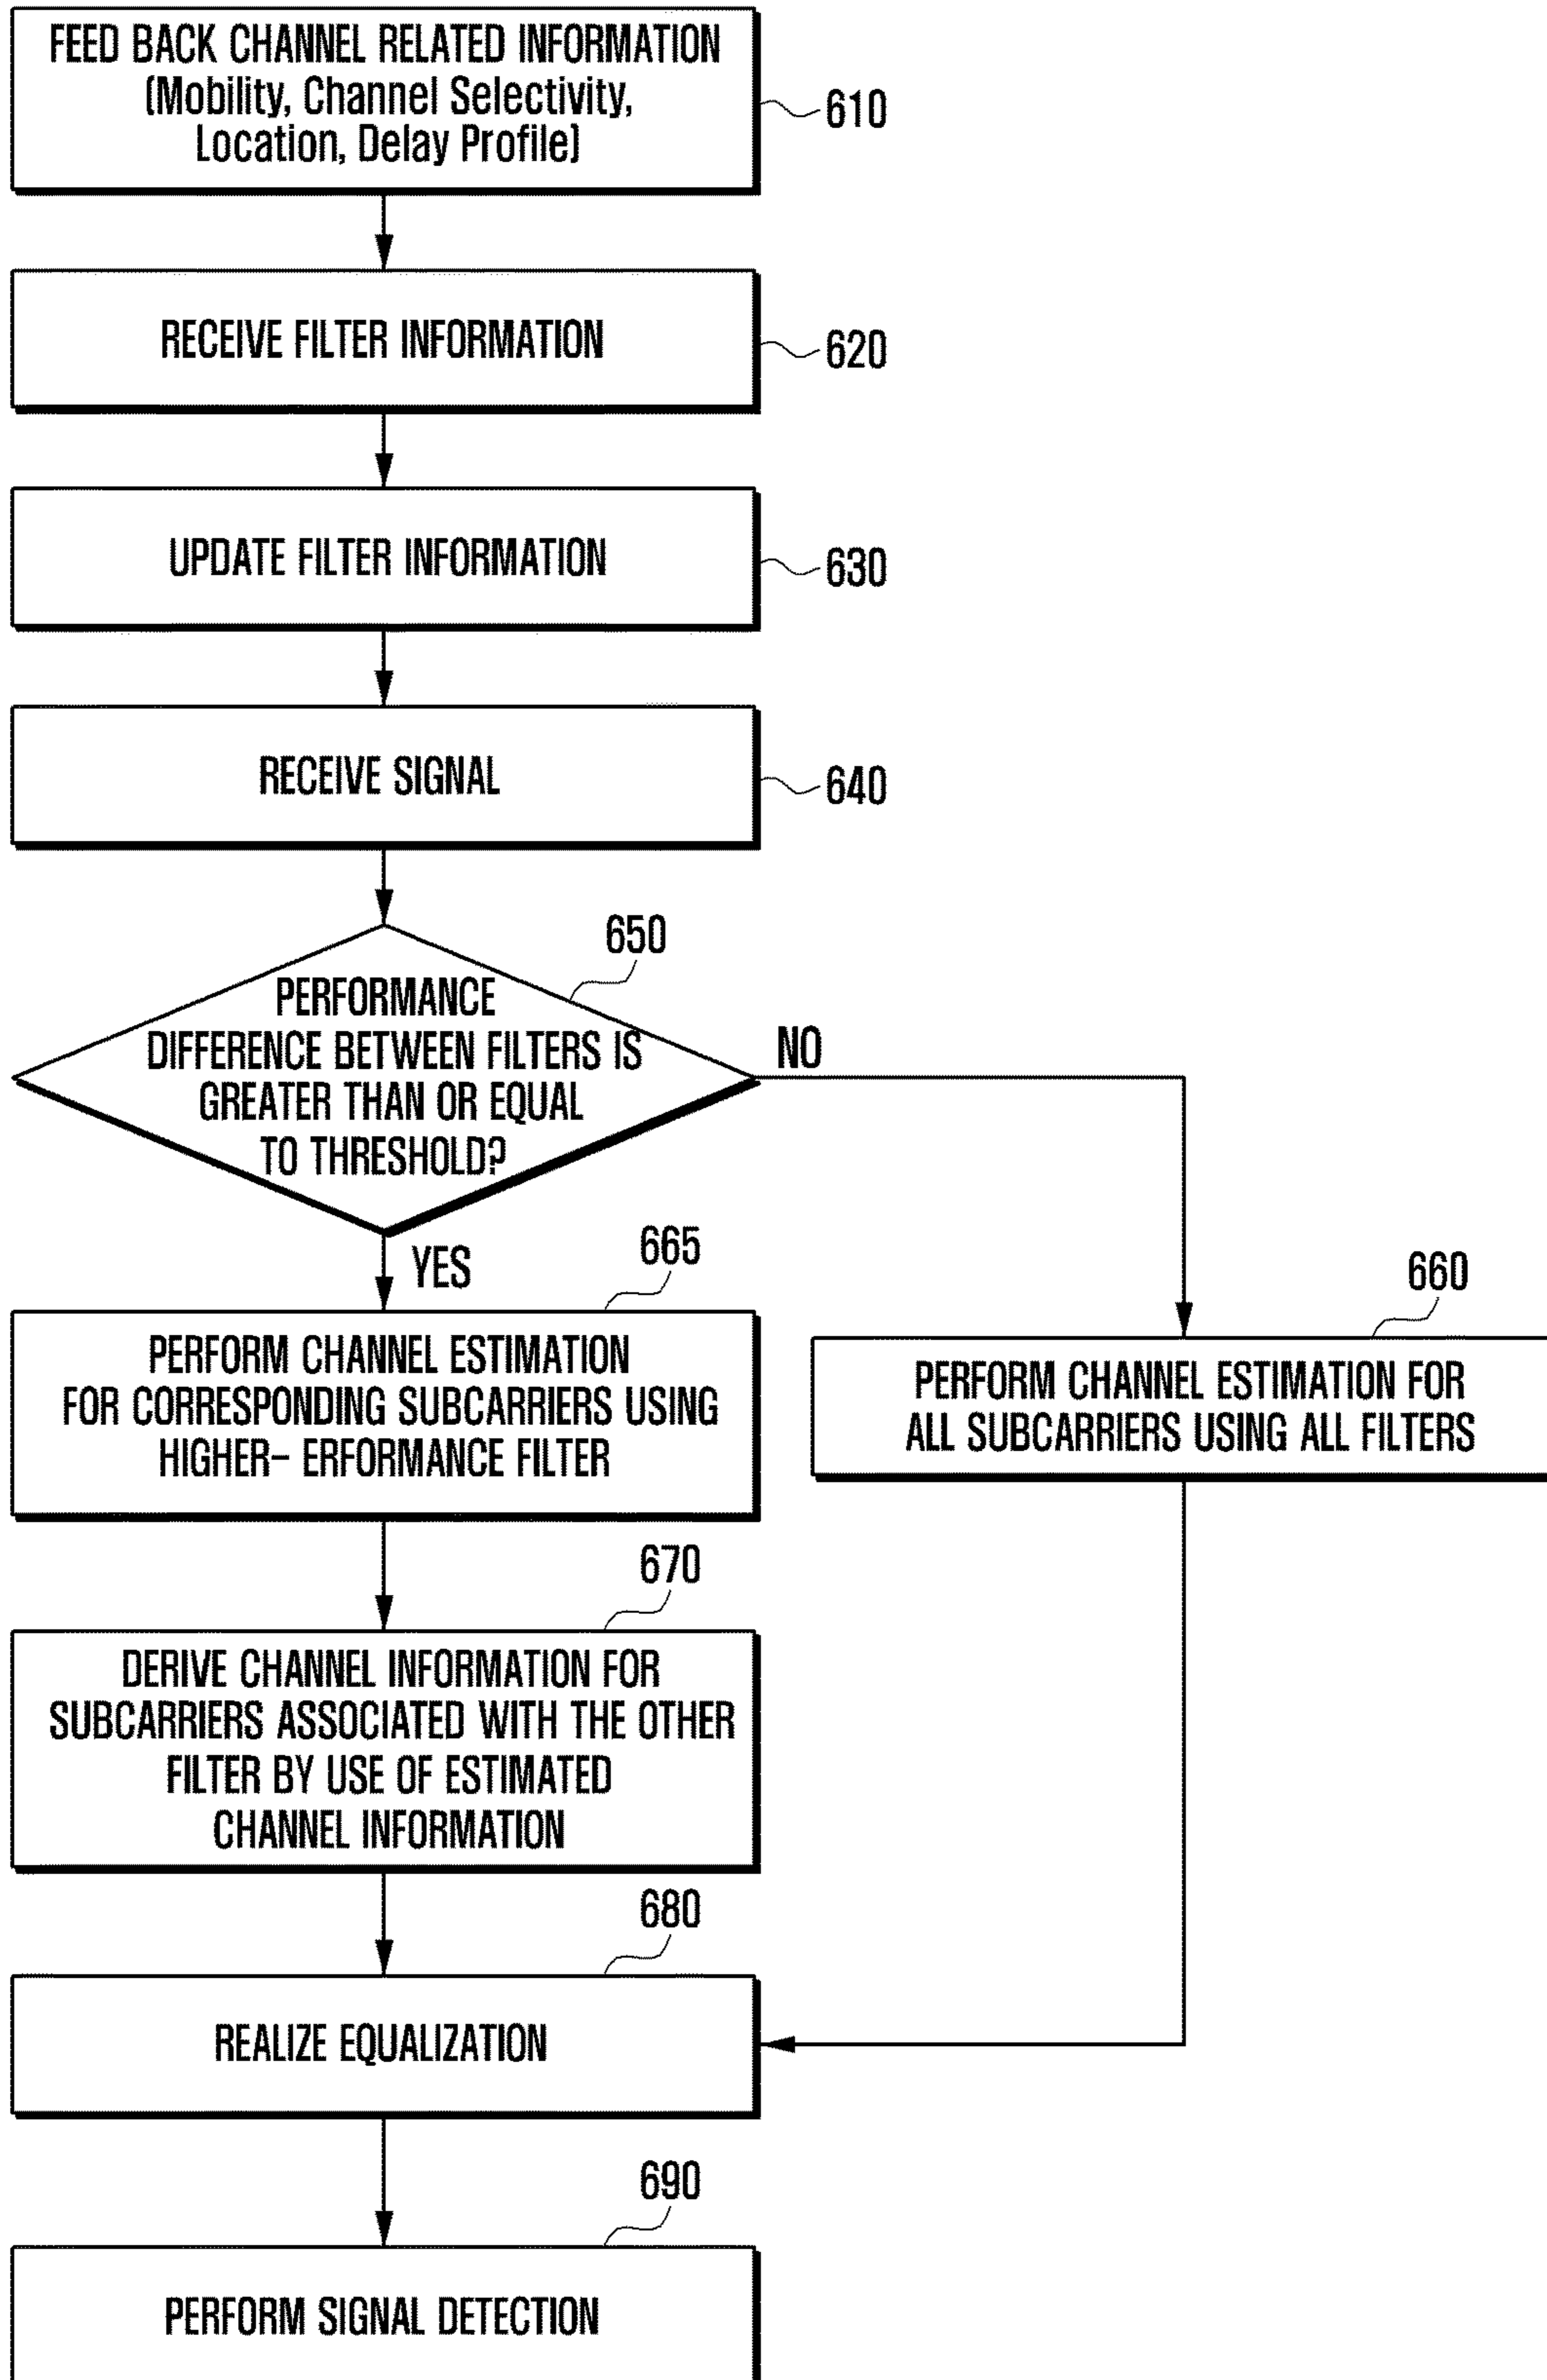 FEED BACK CHANNEL RELATED INFORMATION
(Mobility, Channel Selectivity,
Location, Delay Profile)
610
RECEIVE FILTER INFORMATION
620
UPDATE FILTER INFORMATION
630
RECEIVE SIGNAL
640
650
PERFORMANCE
DIFFERENCE BETWEEN FILTERS IS
GREATER THAN OR EQUAL
TO THRESHOLD?
NO
YES
665
PERFORM CHANNEL ESTIMATION
FOR CORRESPONDING SUBCARRIERS USING
HIGHER– ERFORMANCE FILTER
660
PERFORM CHANNEL ESTIMATION FOR
ALL SUBCARRIERS USING ALL FILTERS
670
DERIVE CHANNEL INFORMATION FOR
SUBCARRIERS ASSOCIATED WITH THE OTHER
FILTER BY USE OF ESTIMATED
CHANNEL INFORMATION
680
REALIZE EQUALIZATION
690
PERFORM SIGNAL DETECTION